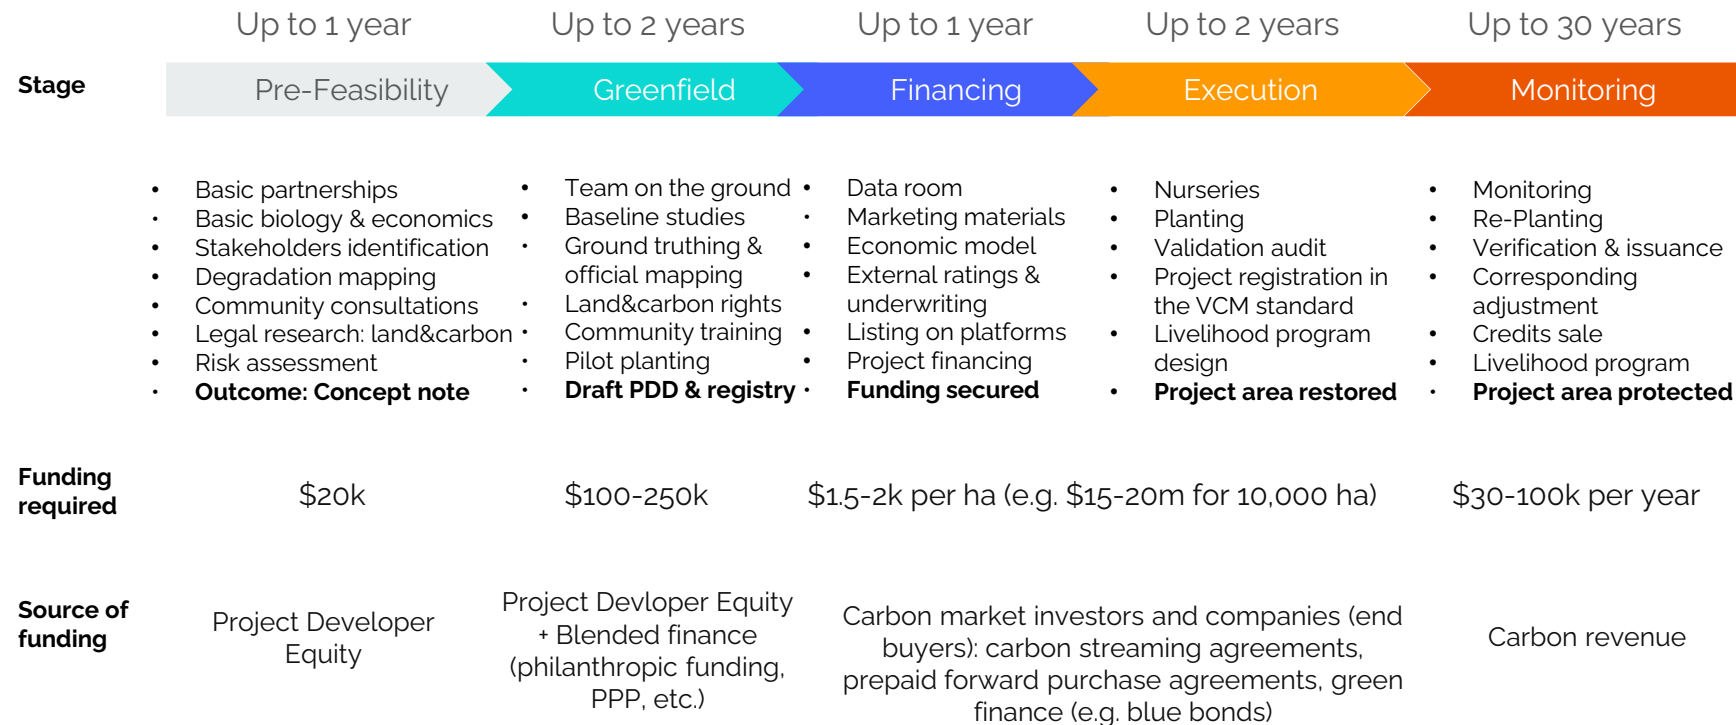 Up to 1 year
Up to 2 years
Up to 1 year
Up to 2 years
Up to 30 years
Stage
Pre-Feasibility
Greenfield
Financing
Execution
Monitoring
• Basic partnerships
• Basic biology & economics
• Stakeholders identification
• Degradation mapping
• Community consultations
• Legal research: land&carbon
• Risk assessment
• Outcome: Concept note
• Team on the ground
• Baseline studies
• Ground truthing &
official mapping
• Land&carbon rights
• Community training
• Pilot planting
• Draft PDD & registry
• Data room
• Marketing materials
• Economic model
• External ratings &
underwriting
• Listing on platforms
• Project financing
• Funding secured
• Nurseries
• Planting
• Validation audit
• Project registration in
the VCM standard
• Livelihood program
design
• Project area restored
• Monitoring
• Re-Planting
• Verification & issuance
• Corresponding
adjustment
• Credits sale
• Livelihood program
• Project area protected
Funding
required
$20k
$100-250k
$1.5-2k per ha (e.g. $15-20m for 10,000 ha)
$30-100k per year
Source of
funding
Project Developer
Equity
Project Devloper Equity
+ Blended finance
(philanthropic funding,
PPP, etc.)
Carbon market investors and companies (end
buyers): carbon streaming agreements,
prepaid forward purchase agreements, green
finance (e.g. blue bonds)
Carbon revenue